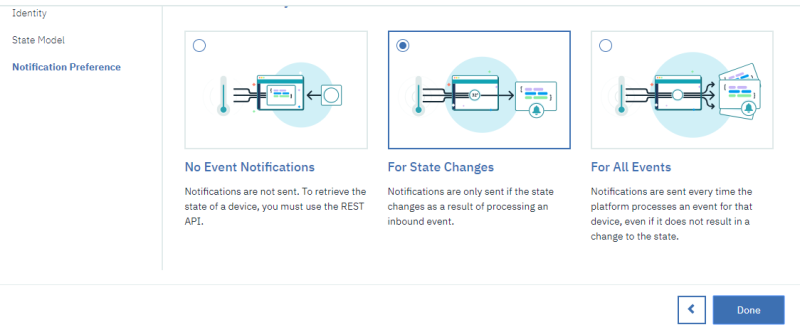 Identity
State Model
Notification Preference
No Event Notifications
Notifications are not sent. To retrieve the
state of a device, you must use the REST
API.
For State Changes
Notifications are only sent if the state
changes as a result of processing an
inbound event.
For All Events
Notifications are sent every time the
platform processes an event for that
device, even if it does not result in a
change to the state.
Done